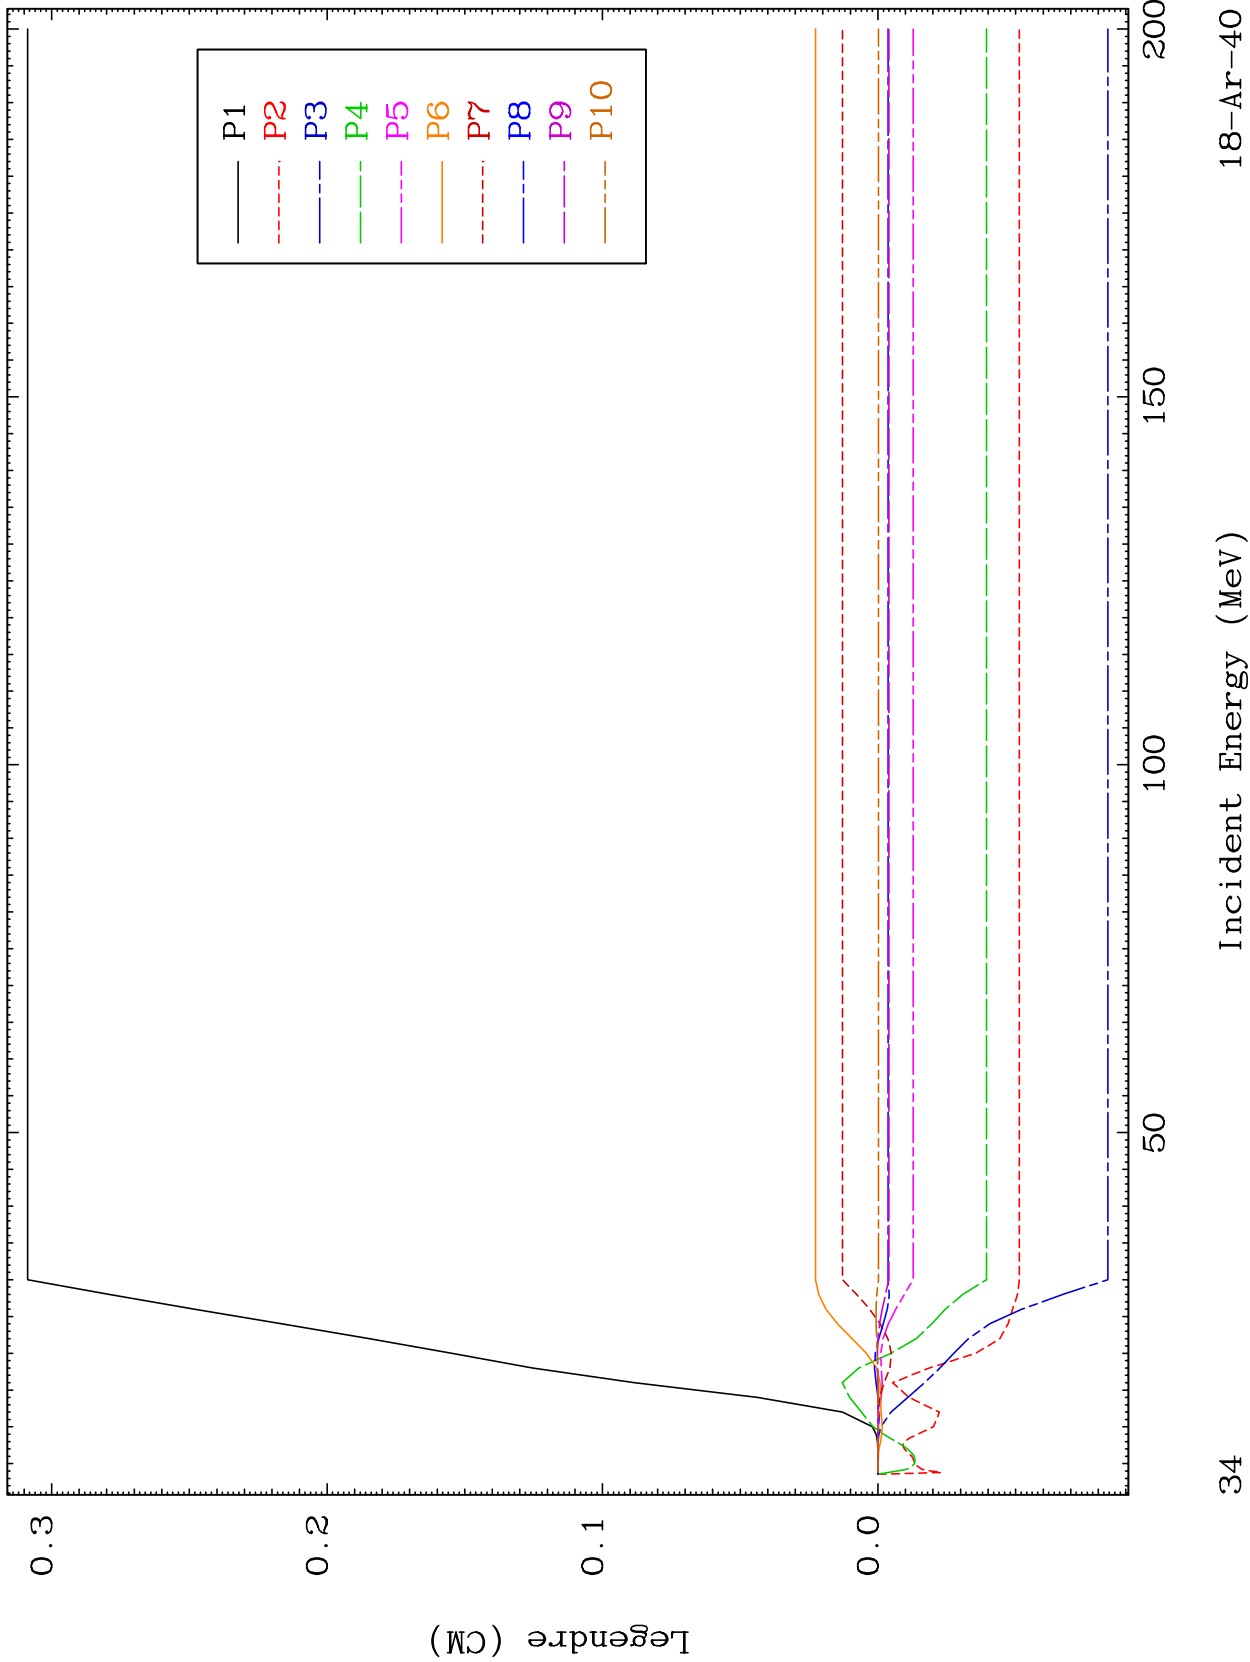 Legendre (CM)
0.3
0.2
0.1
0.0
P1
P2
P3
P4
P5
P6
P7
P8
P9
P10
50
100
150
200
34
Incident Energy (MeV)
18-Ar-40